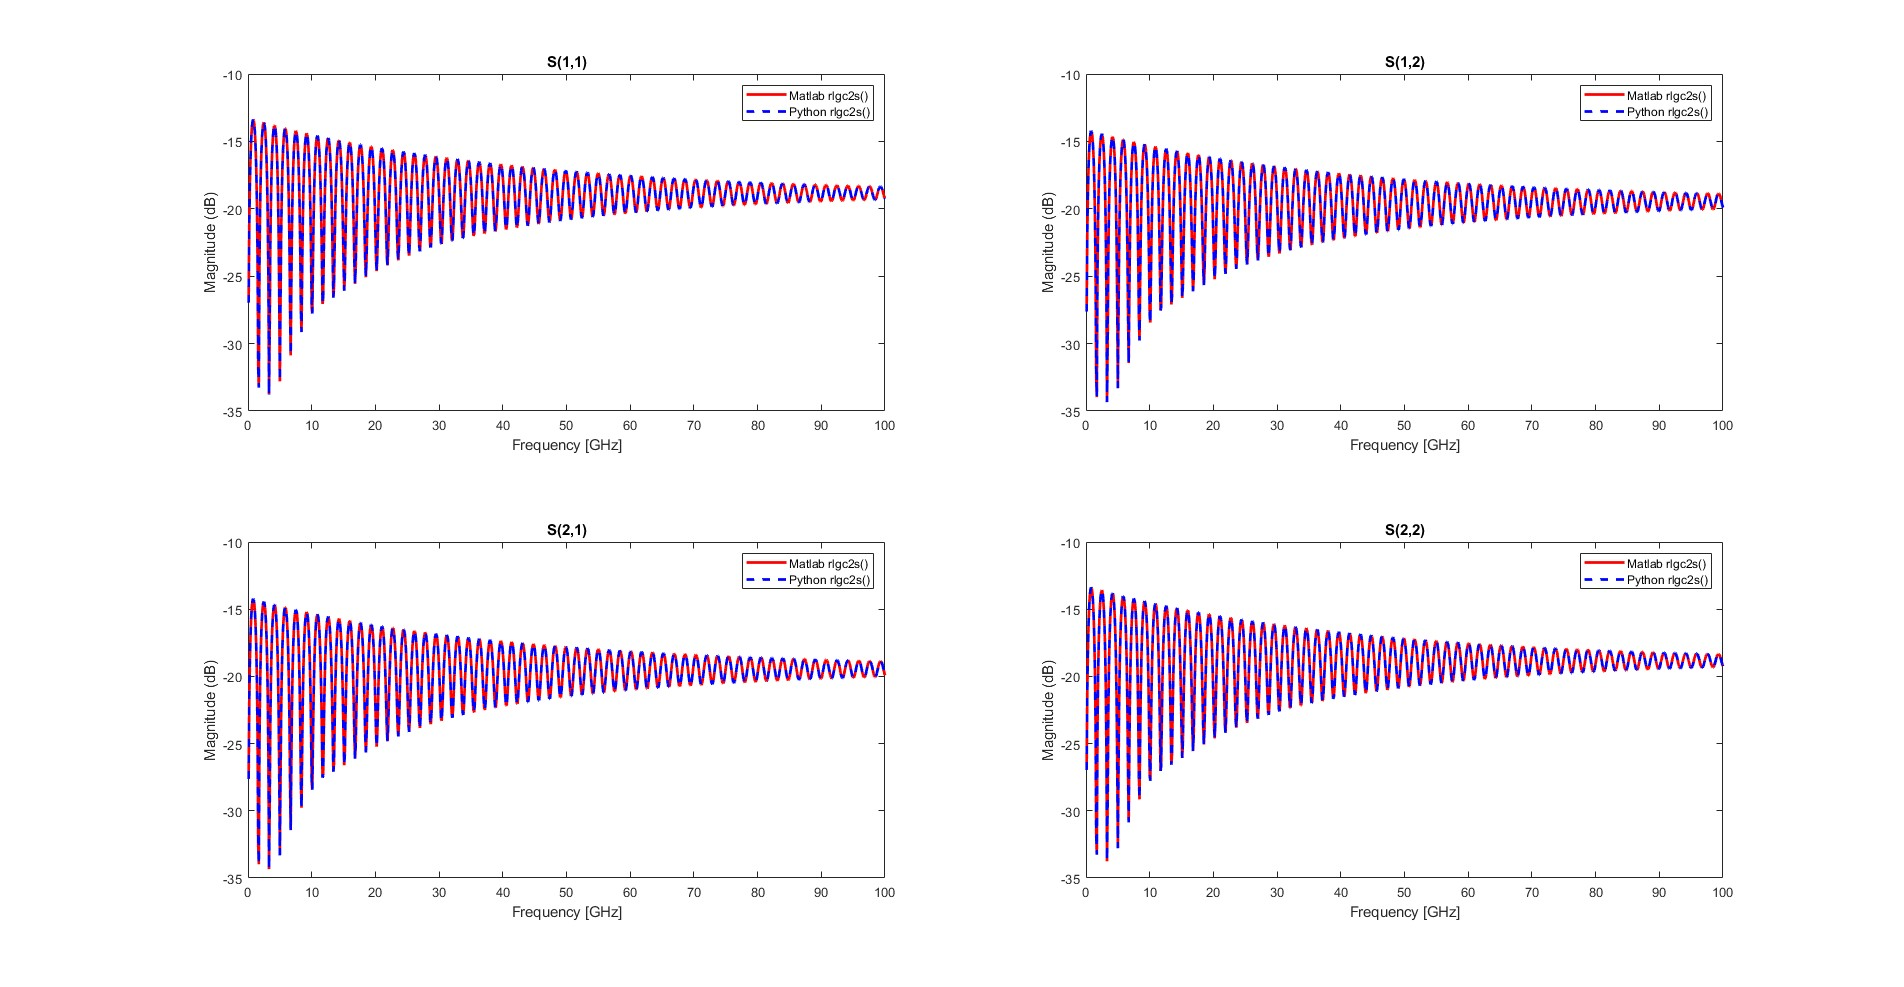 S(1,1)
Magnitude (dB)
-10
-15
-20
-25
-30
-35
Matlab rlgc2s()
Python rlgc2s()
0 10 20 30 40 50 60 70 80 90 100
Frequency [GHz]
S(1,2)
Magnitude (dB)
-10
-15
-20
-25
-30
-35
Matlab rlgc2s()
Python rlgc2s()
0 10 20 30 40 50 60 70 80 90 100
Frequency [GHz]
S(2,1)
Magnitude (dB)
-10
-15
-20
-25
-30
-35
Matlab rlgc2s()
Python rlgc2s()
0 10 20 30 40 50 60 70 80 90 100
Frequency [GHz]
S(2,2)
Magnitude (dB)
-10
-15
-20
-25
-30
-35
Matlab rlgc2s()
Python rlgc2s()
0 10 20 30 40 50 60 70 80 90 100
Frequency [GHz]